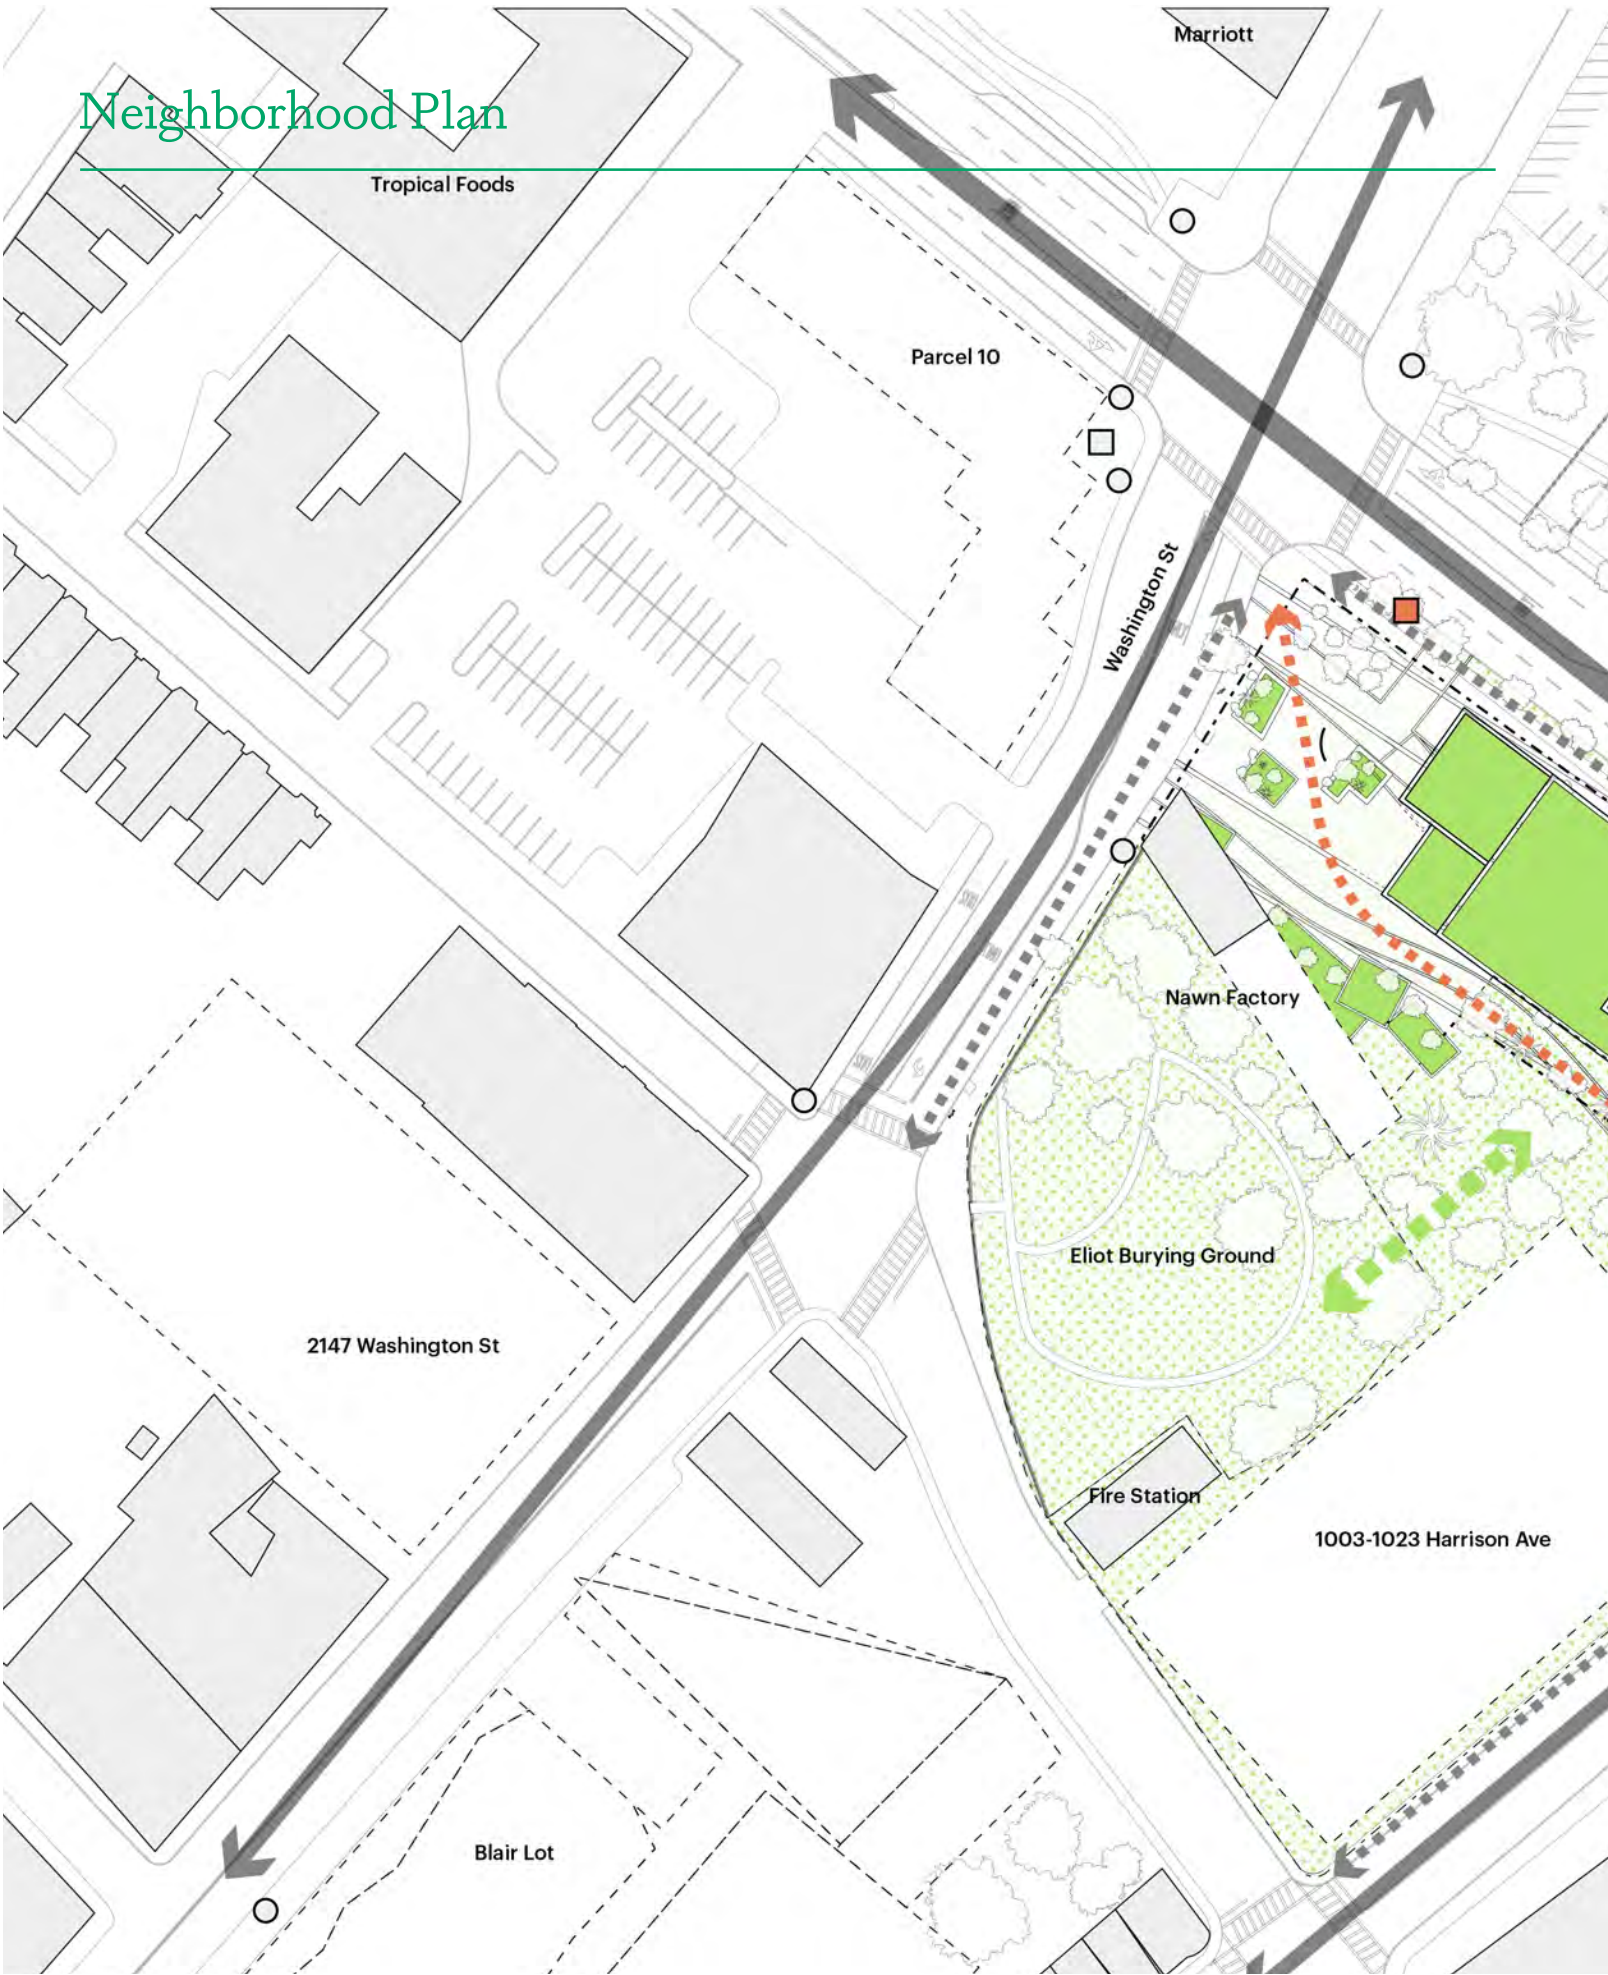 Marriott
Neighborhood Plan
Tropical Foods
Parcel 10
Washington St
Nawn Factory
Eliot Burying Ground
2147 Washington St
Fire Station
1003-1023 Harrison Ave
Blair Lot